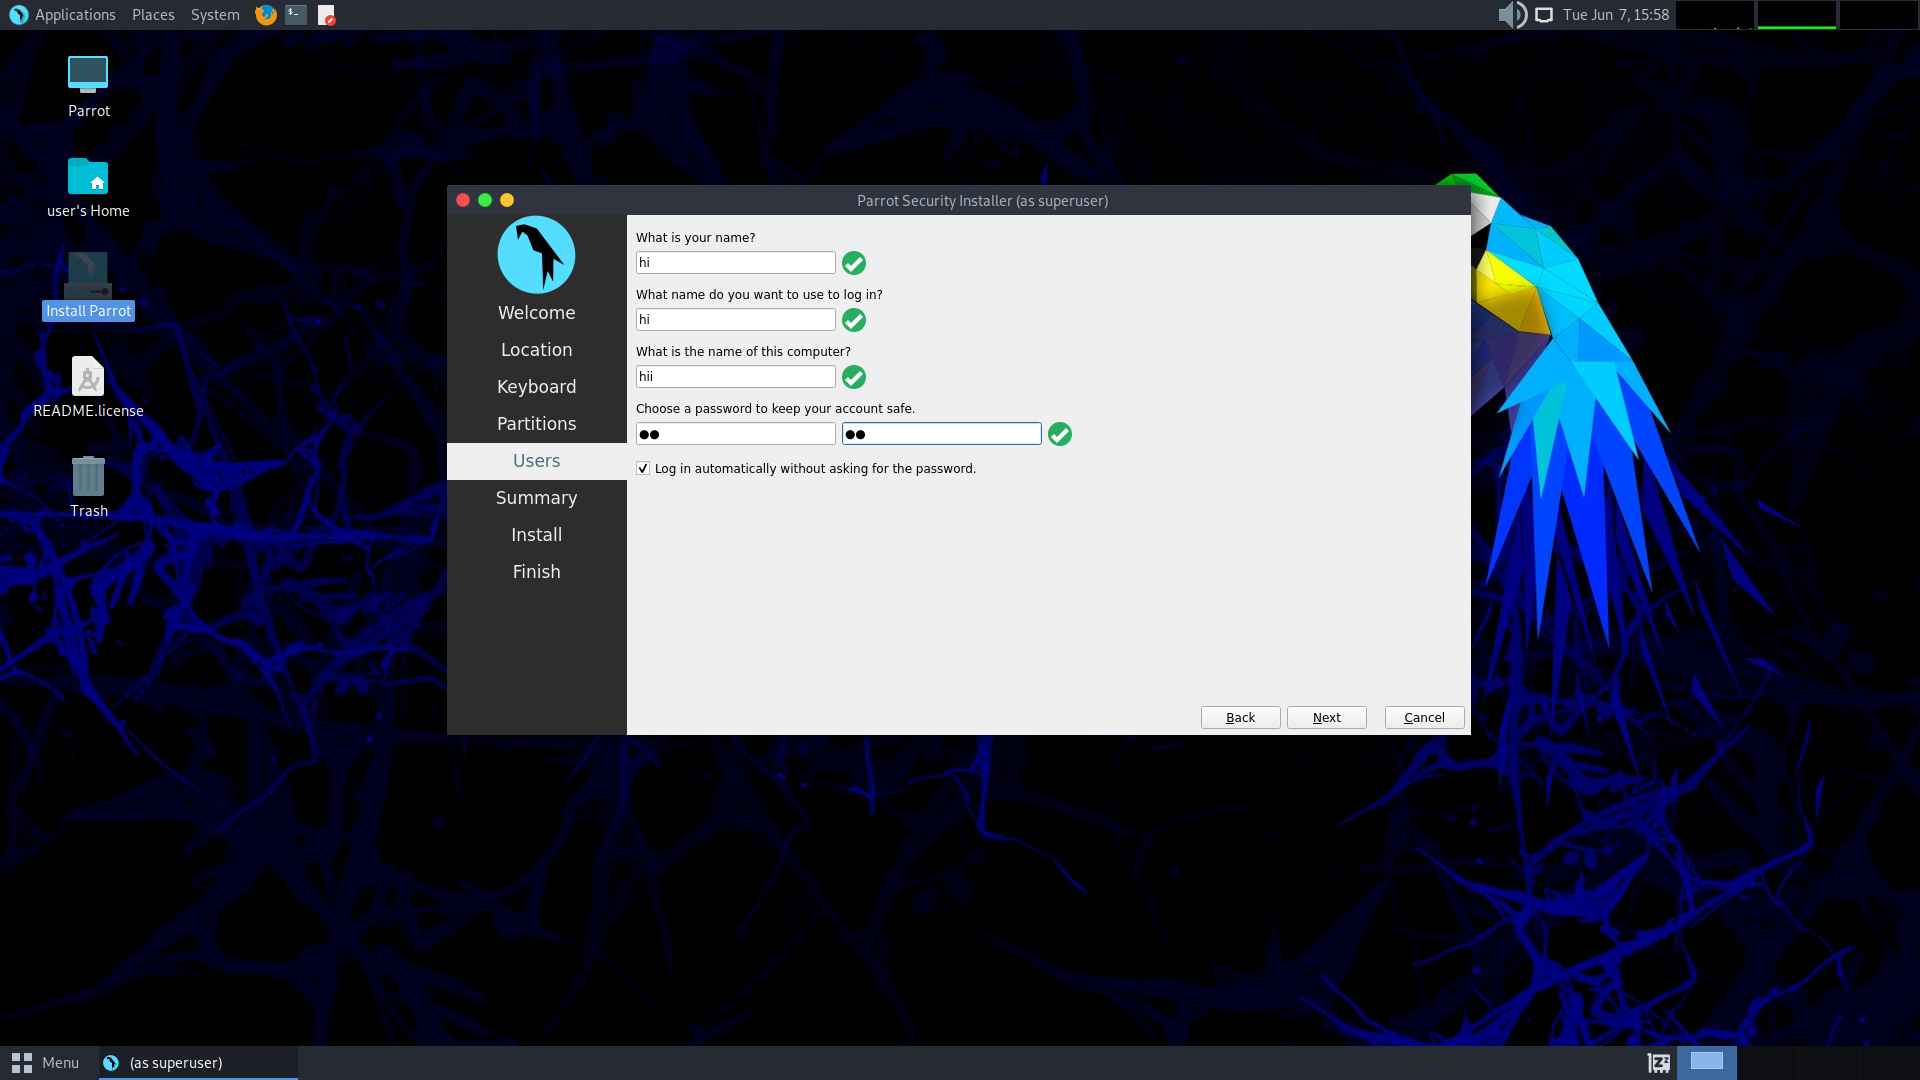 Applications Places System
Tue Jun 7, 15:58
Parrot
user's Home
Install Parrot
README.license
Trash
Parrot Security Installer (as superuser)
Welcome
Location
Keyboard
Partitions
Users
Summary
Install
Finish
What is your name?
hi
What name do you want to use to log in?
hi
What is the name of this computer?
hii
Choose a password to keep your account safe.
●● ●●
Log in automatically without asking for the password.
Back Next Cancel
Menu (as superuser)